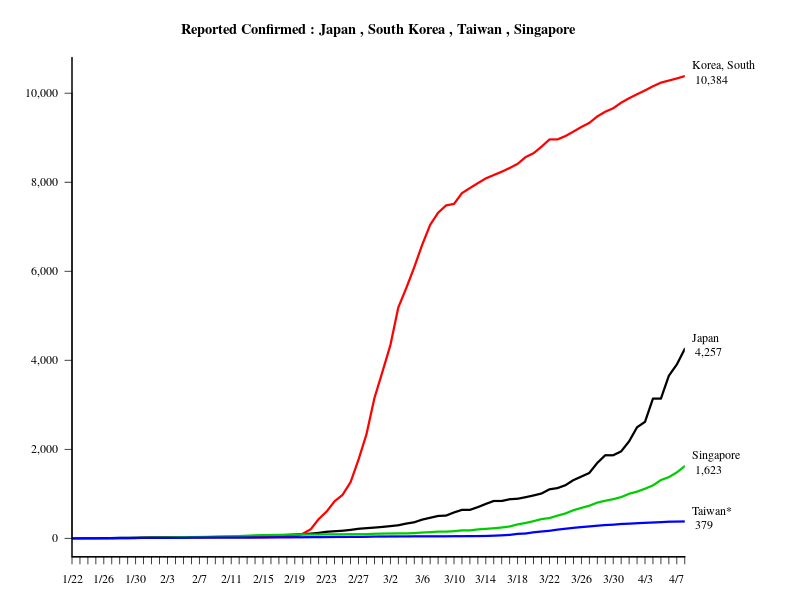 Reported Confirmed : Japan , South Korea , Taiwan , Singapore
Korea, South
10,384
10,000
8,000
6,000
4,000
2,000
0
Japan
4,257
Singapore
1,623
Taiwan*
379
1/22 1/26 1/30 2/3 2/7 2/11 2/15 2/19 2/23 2/27 3/2 3/6 3/10 3/14 3/18 3/22 3/26 3/30 4/3 4/7